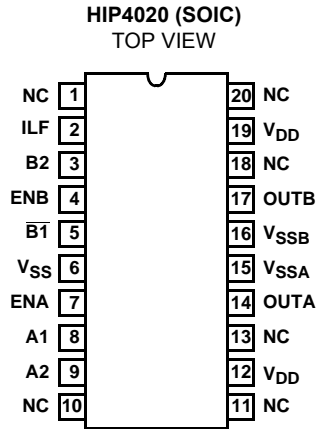 HIP4020 (SOIC)
TOP VIEW
NC 1 20 NC
ILF 2 19 VDD
B2 3 18 NC
ENB 4 17 OUTB
B1̅ 5 16 VSSB
VSS 6 15 VSSA
ENA 7 14 OUTA
A1 8 13 NC
A2 9 12 VDD
NC 10 11 NC